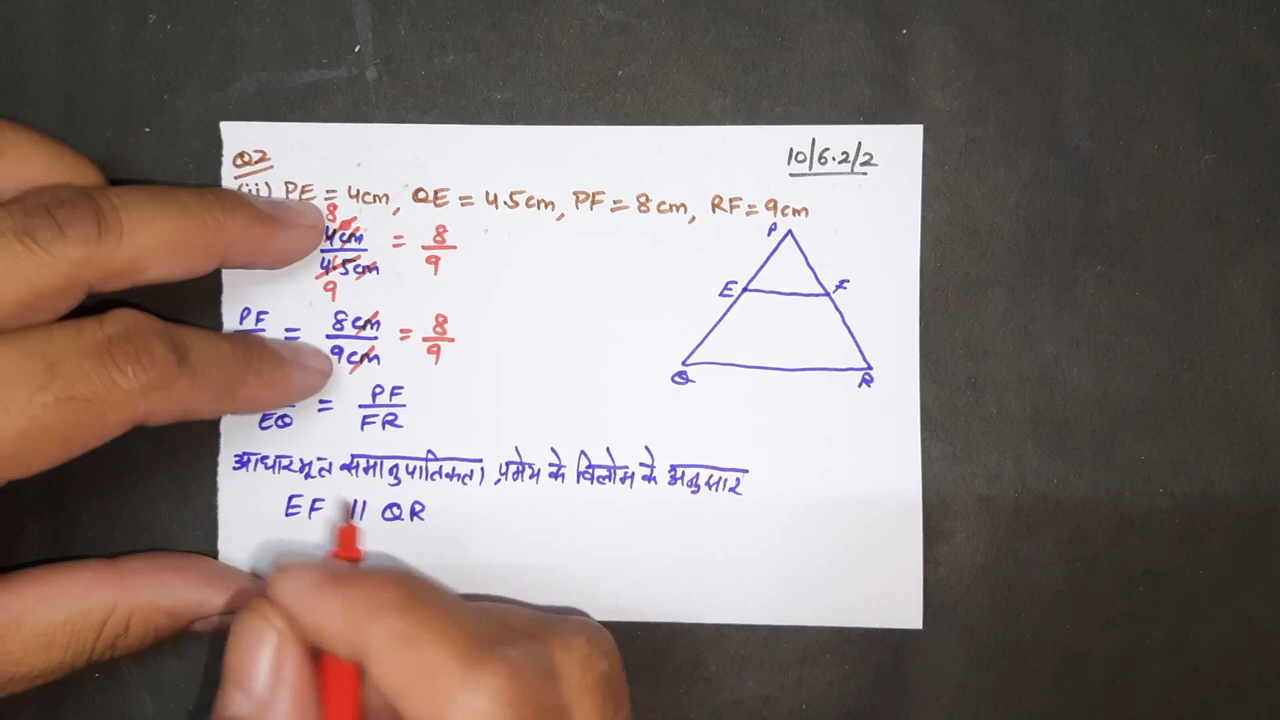 Q2
10/6.2/2
(ii) PE = 4cm, QE = 4.5cm, PF = 8cm, RF = 9cm
8
4cm = 8
4.5cm 9
9
PF = 8cm = 8
9cm 9
= PF
EQ FR
आधारभूत समानुपातिकता प्रमेय के विलोम के अनुसार
EF || QR
P
E F
Q R